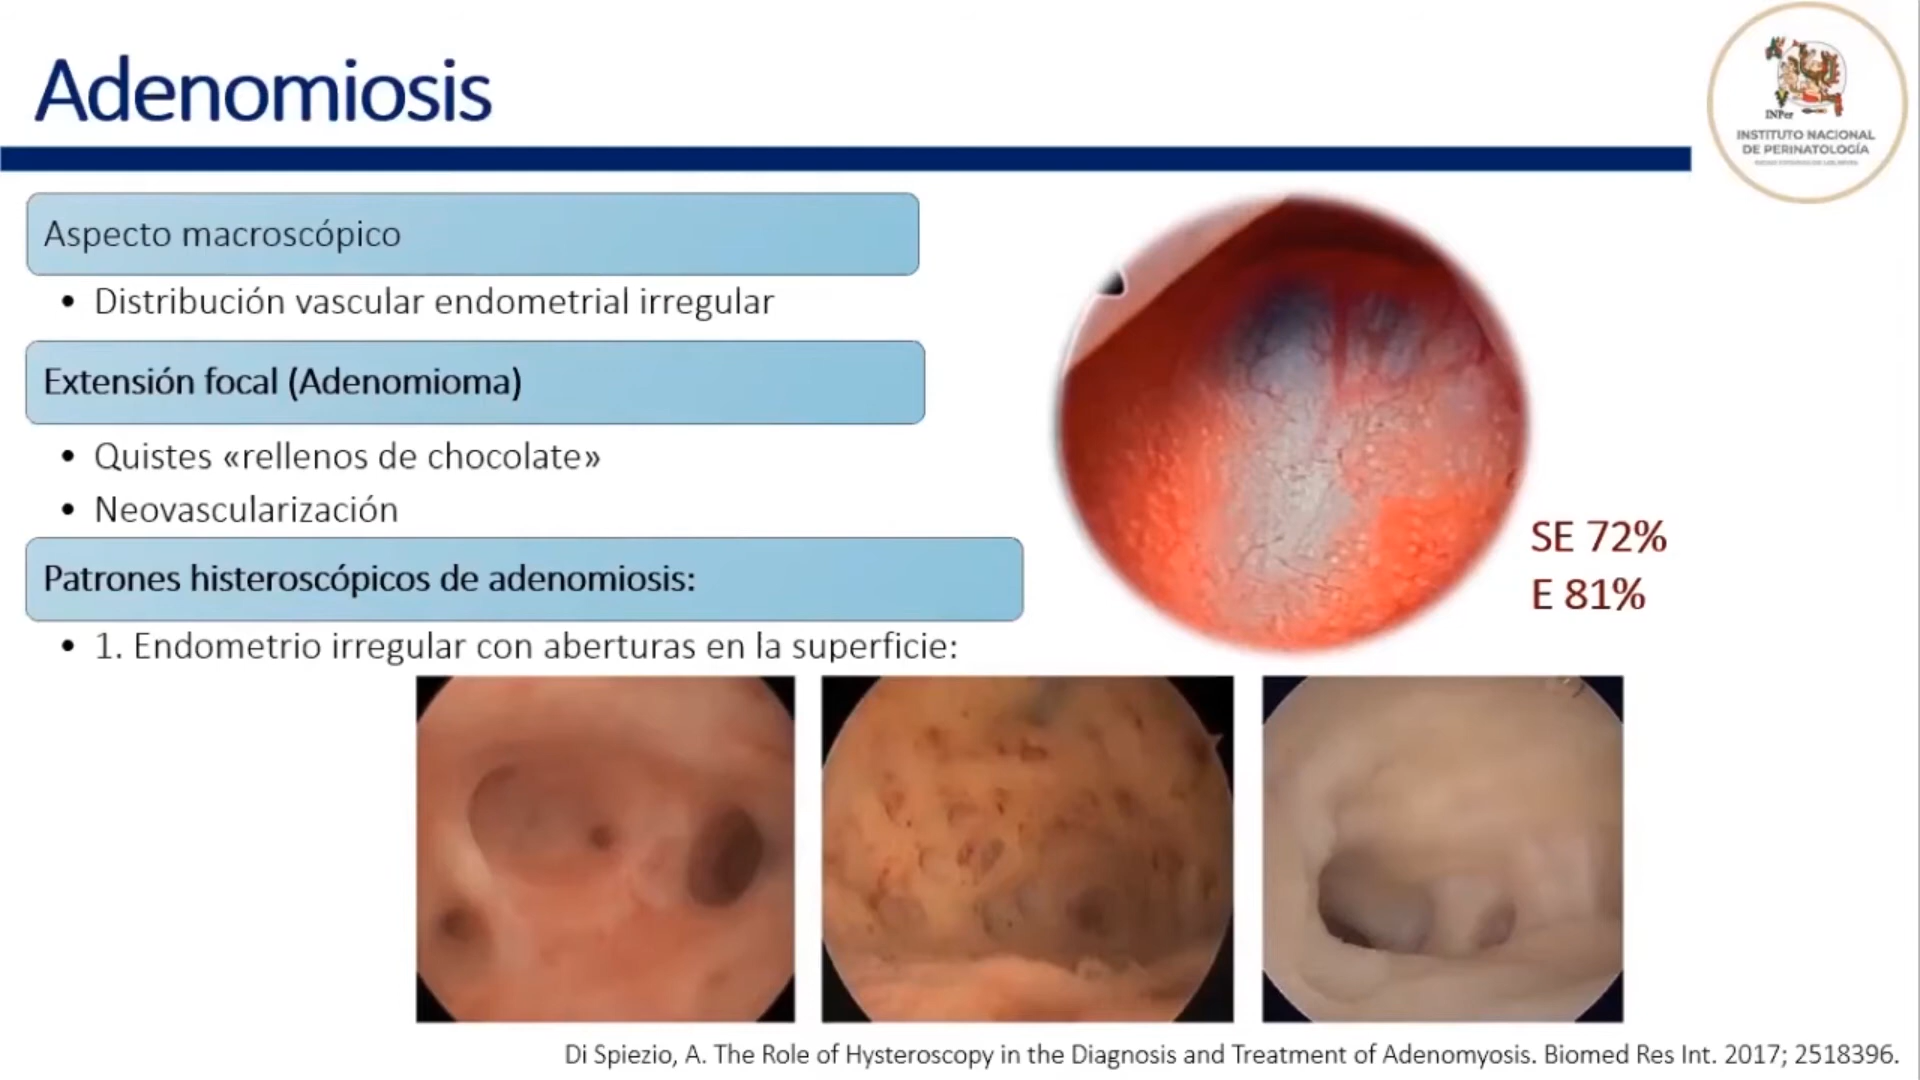 Adenomiosis
INPer
INSTITUTO NACIONAL
DE PERINATOLOGÍA
Aspecto macroscópico
• Distribución vascular endometrial irregular
Extensión focal (Adenomioma)
• Quistes «rellenos de chocolate»
• Neovascularización
SE 72%
E 81%
Patrones histeroscópicos de adenomiosis:
• 1. Endometrio irregular con aberturas en la superficie:
Di Spiezio, A. The Role of Hysteroscopy in the Diagnosis and Treatment of Adenomyosis. Biomed Res Int. 2017; 2518396.